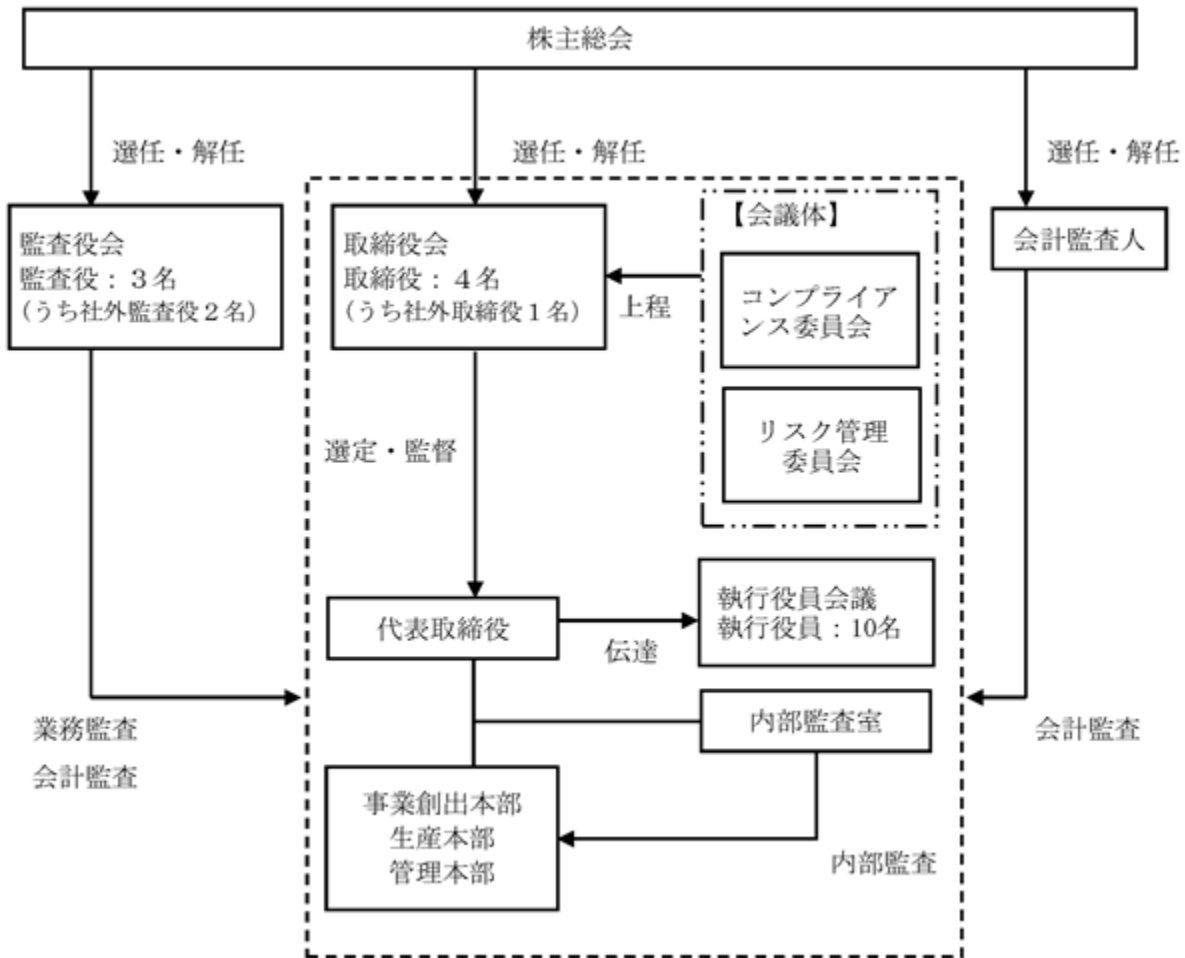 株主総会
選任・解任
選任・解任
選任・解任
監査役会
監査役：３名
（うち社外監査役２名）
取締役会
取締役：４名
（うち社外取締役１名）
上程
【会議体】
コンプライア
ンス委員会
リスク管理
委員会
会計監査人
選定・監督
代表取締役
伝達
執行役員会議
執行役員：10名
業務監査
会計監査
内部監査室
会計監査
事業創出本部
生産本部
管理本部
内部監査